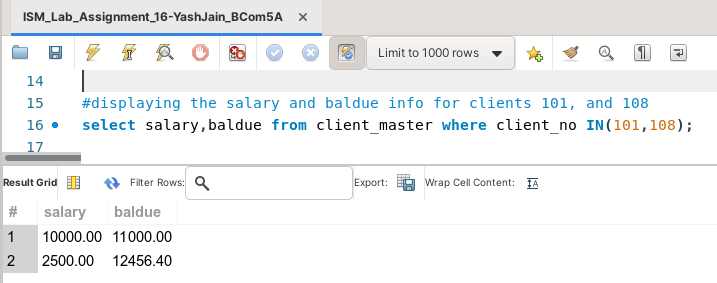 ISM_Lab_Assignment_16-YashJain_BCom5A ×
Limit to 1000 rows
14
15 #displaying the salary and baldue info for clients 101, and 108
16 select salary,baldue from client_master where client_no IN(101,108);
17
Result Grid Filter Rows: Export: Wrap Cell Content:
# salary baldue
1 10000.00 11000.00
2 2500.00 12456.40